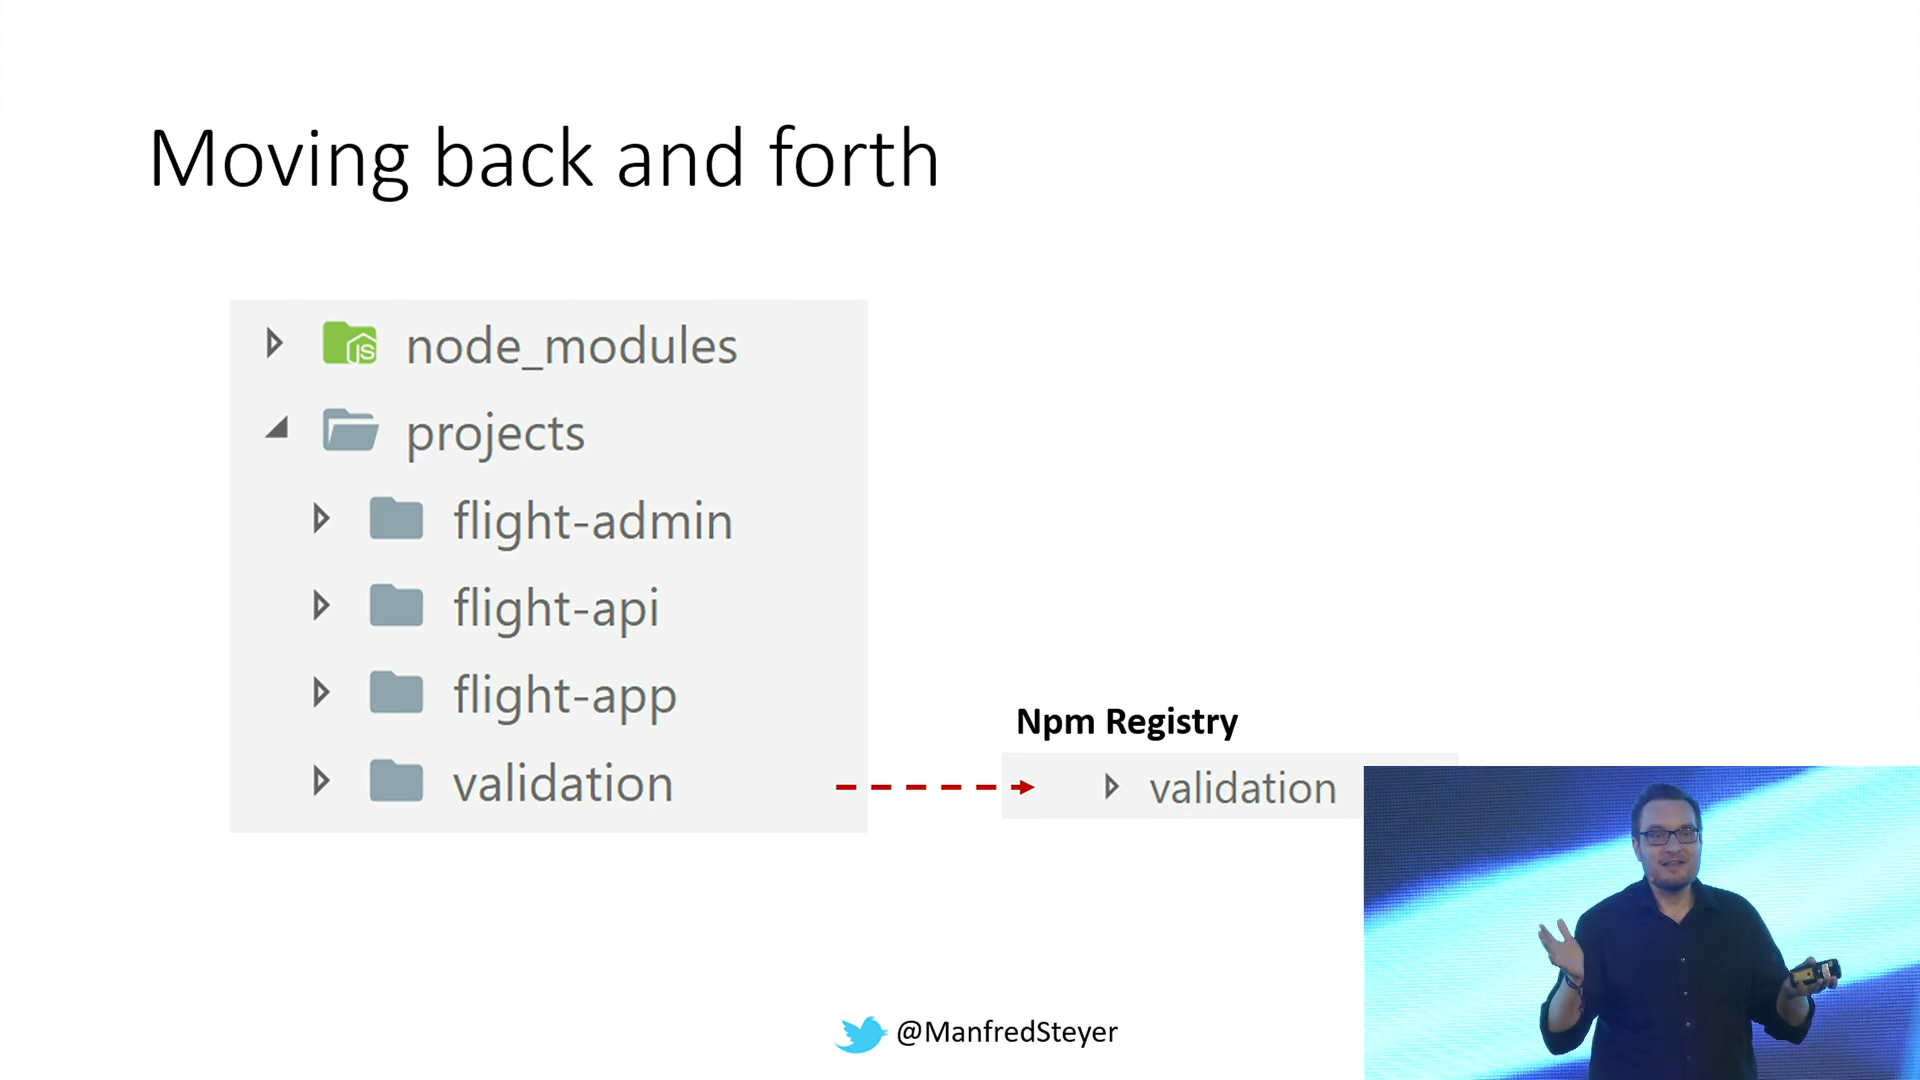 Moving back and forth
node_modules
projects
flight-admin
flight-api
flight-app
validation
Npm Registry
validation
@ManfredSteyer